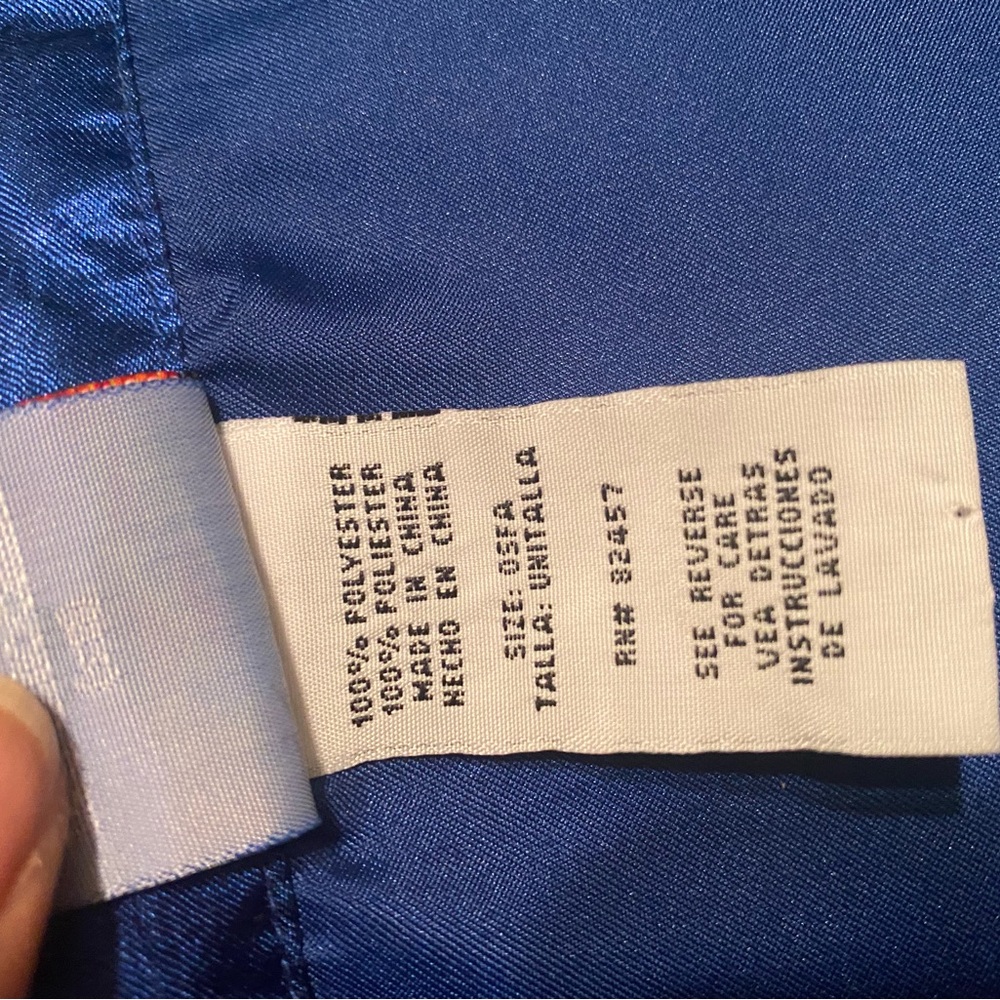 100% POLYESTER
100% POLIESTER
MADE IN CHINA
HECHO EN CHINA
SIZE: OSFA
TALLA: UNITALLA
RN# 82457
SEE REVERSE
FOR CARE
VEA DETRAS
INSTRUCCIONES
DE LAVADO